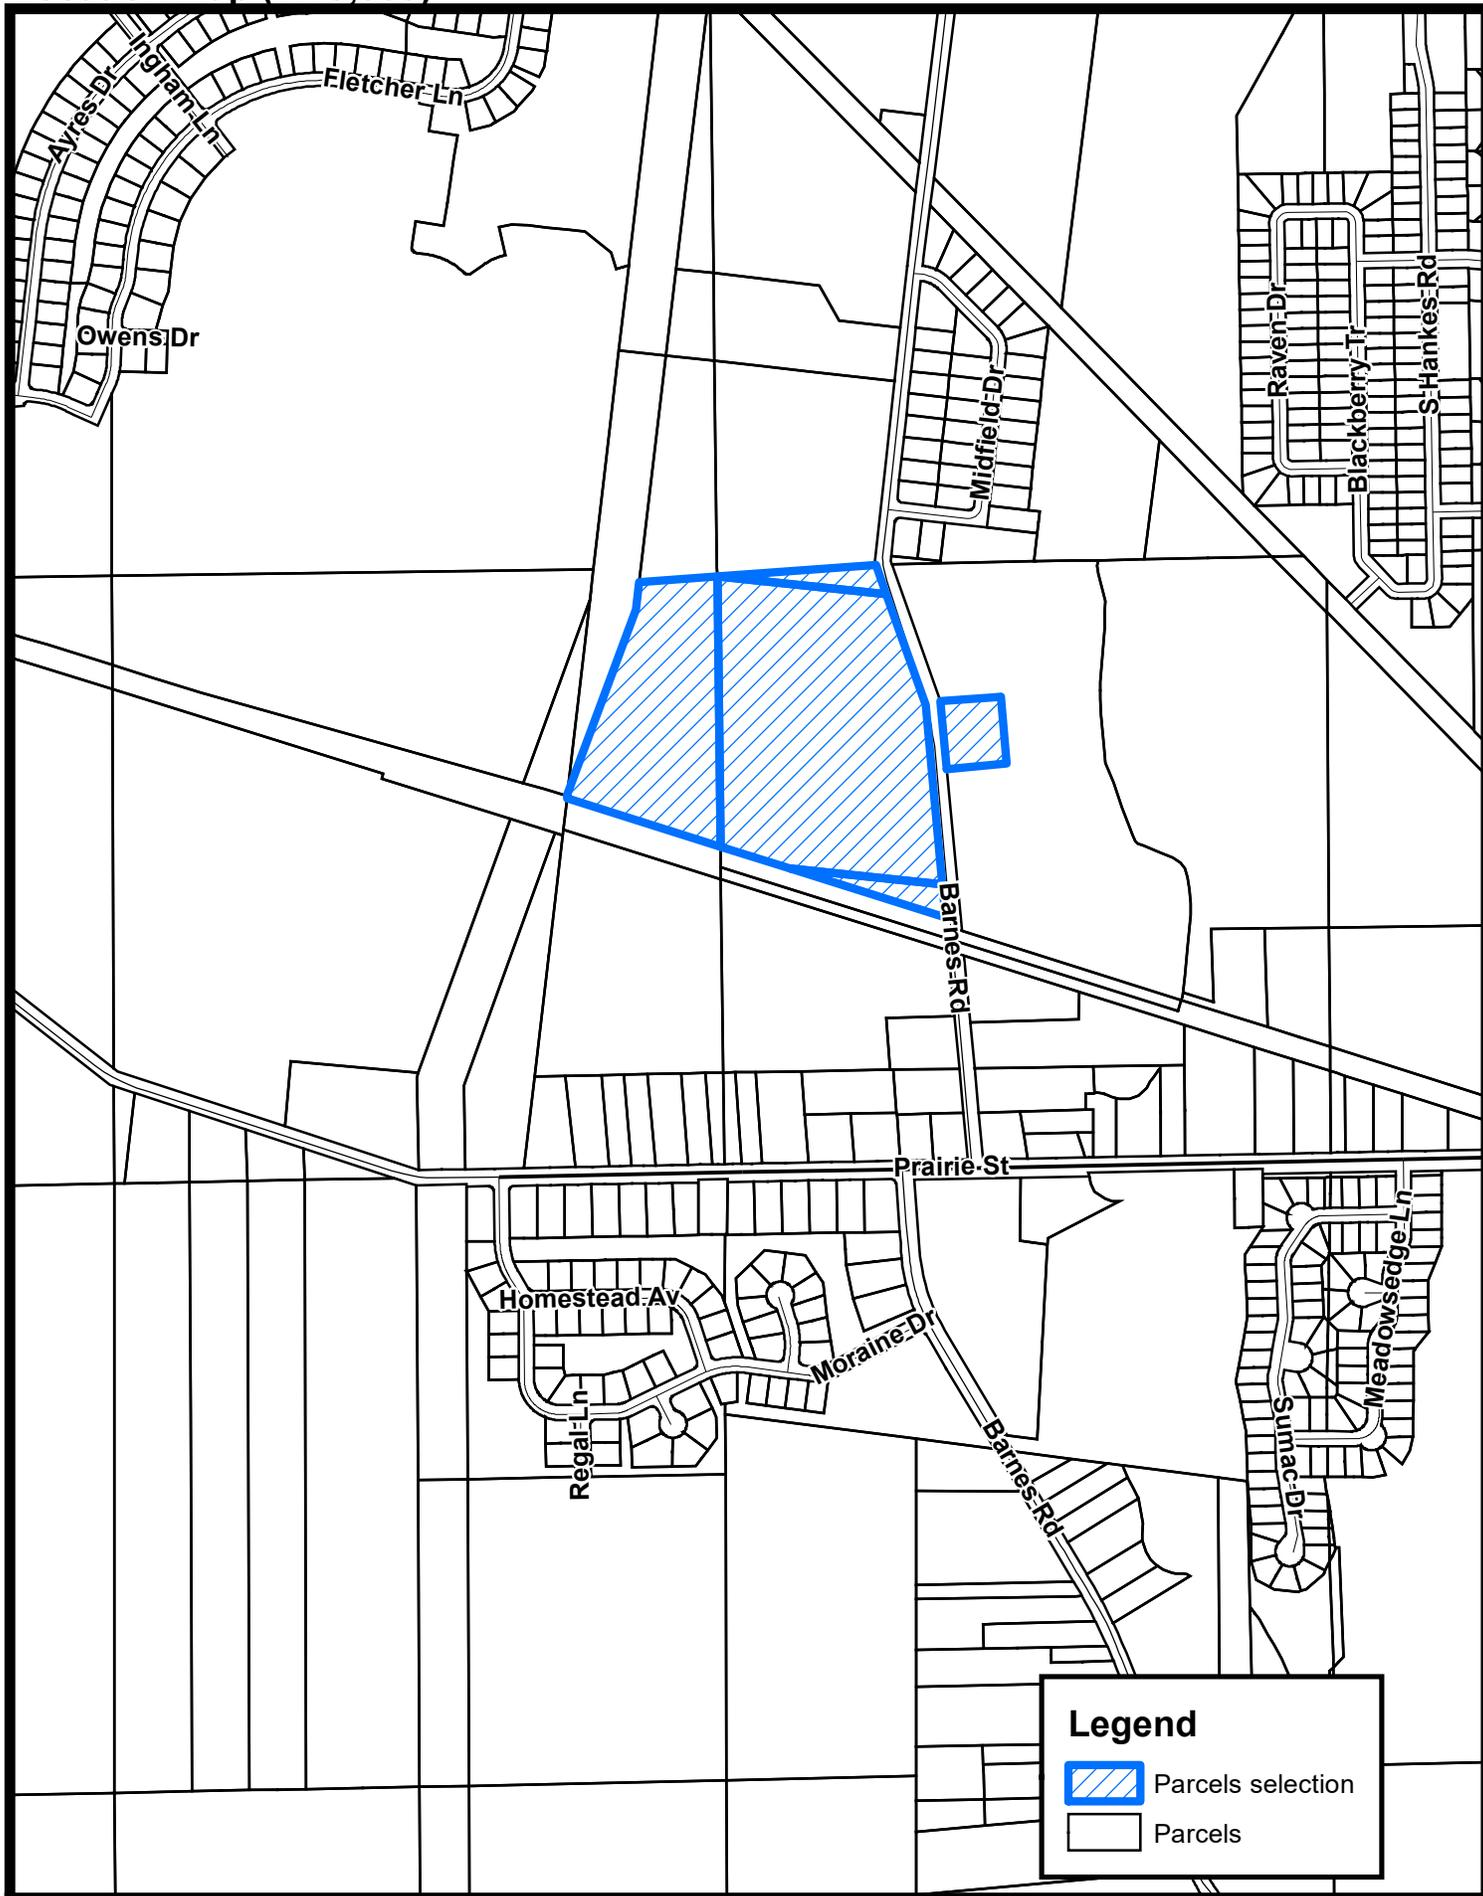 Ingham Ln
Fletcher Ln
Ayres Dr
Owens Dr
Midfield Dr
Raven Dr
Blackberry Tr
S Hankes Rd
Barnes Rd
Prairie St
Homestead Av
Moraine Dr
Regal Ln
Barnes Rd
Sumac Dr
Meadowsedge Ln
Legend
Parcels selection
Parcels